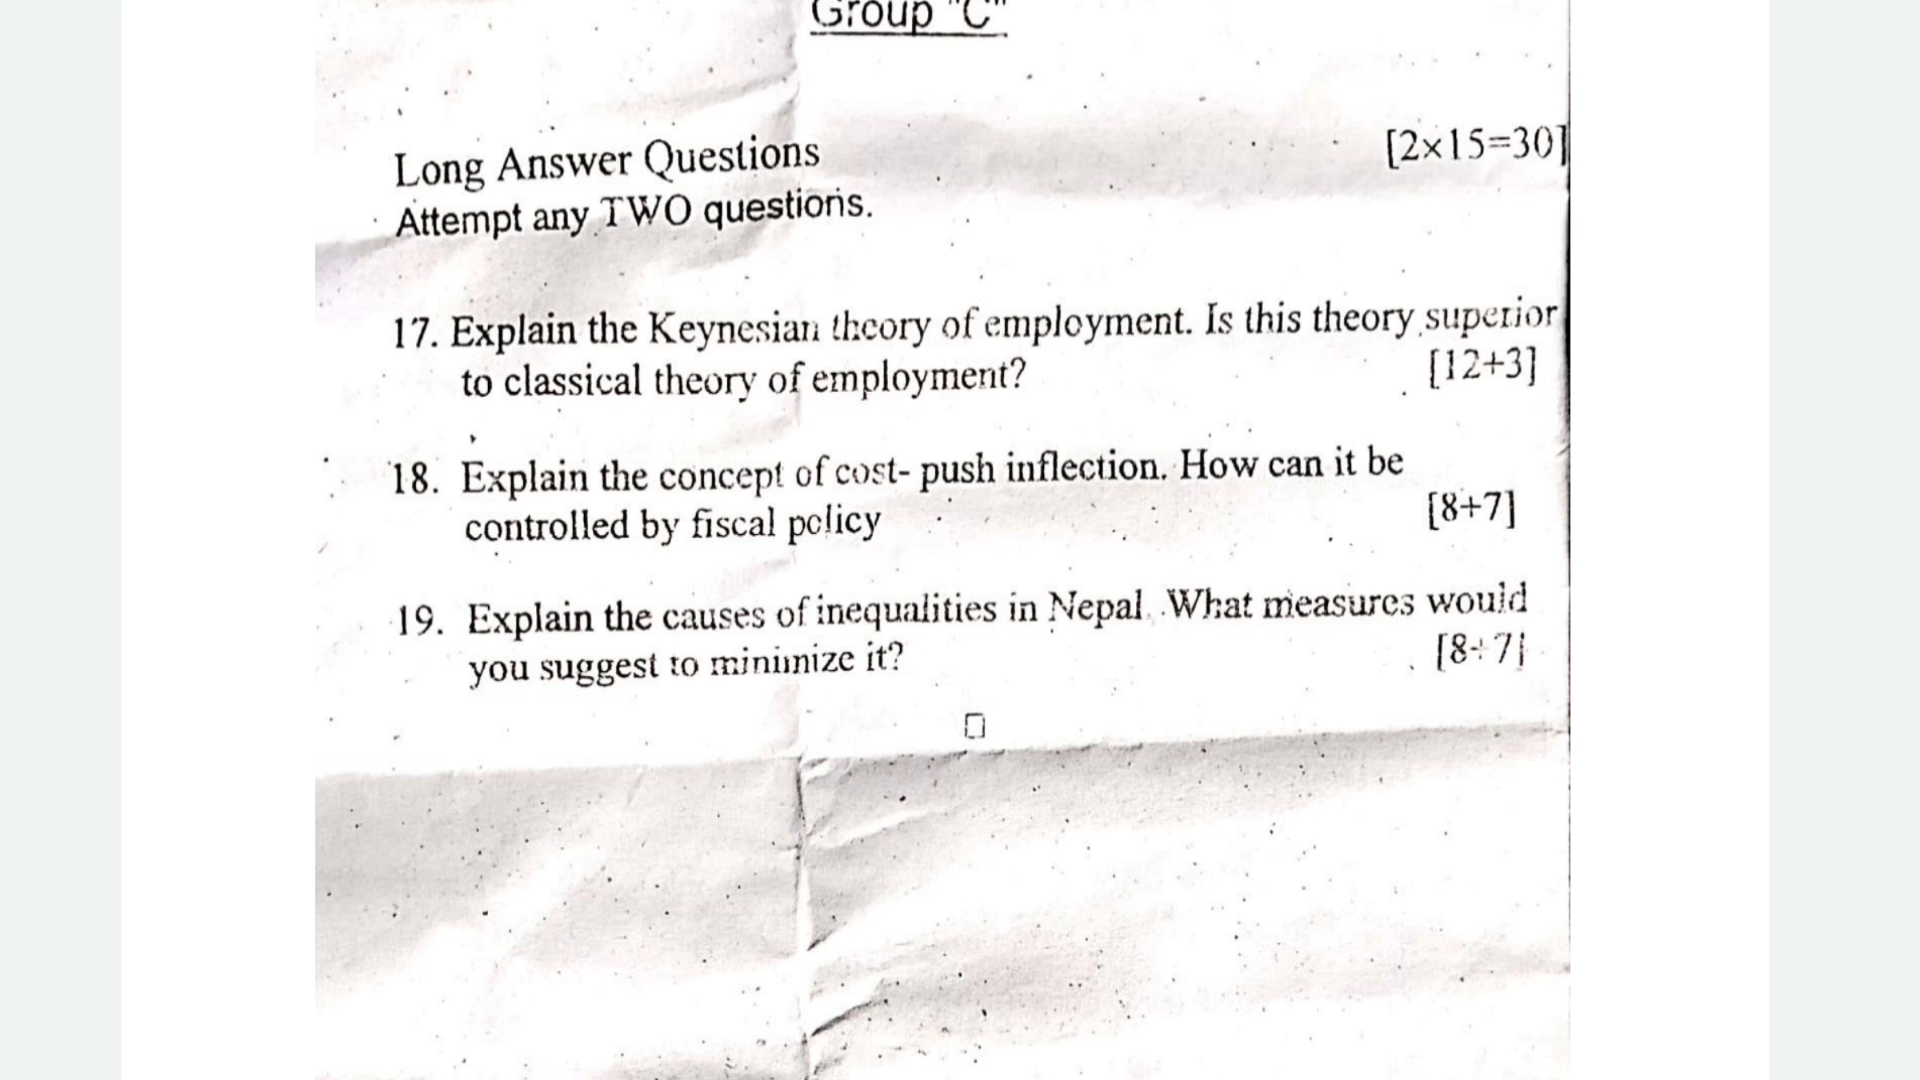 Group "C"
Long Answer Questions [2×15=30]
Attempt any TWO questions.
17. Explain the Keynesian theory of employment. Is this theory superior
to classical theory of employment? [12+3]
18. Explain the concept of cost- push inflection. How can it be
controlled by fiscal policy [8+7]
19. Explain the causes of inequalities in Nepal. What measures would
you suggest to minimize it? [8+7]